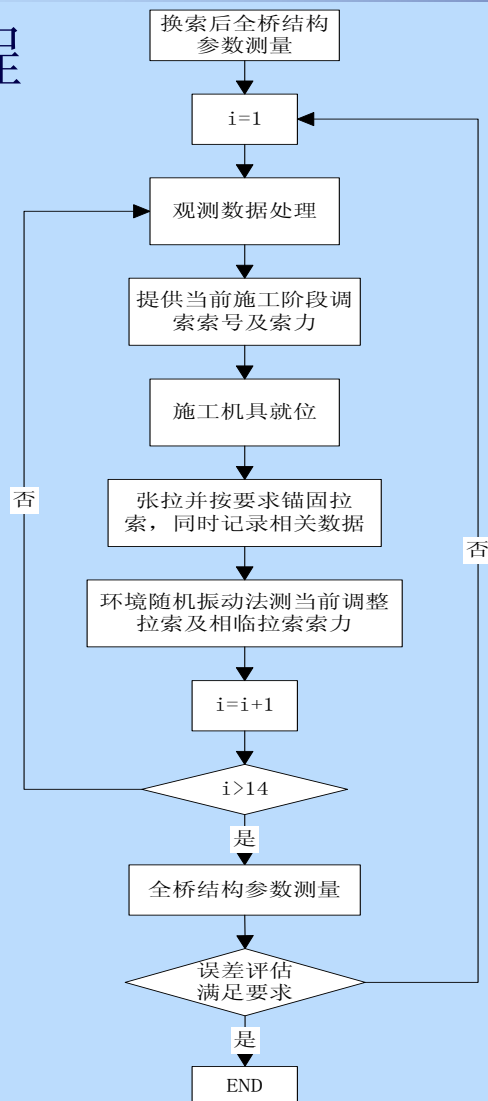 程
换索后全桥结构
参数测量
i=1
观测数据处理
提供当前施工阶段调
索索号及索力
施工机具就位
张拉并按要求锚固拉
索，同时记录相关数据
环境随机振动法测当前调整
拉索及相临拉索索力
i=i+1
i>14
否
是
全桥结构参数测量
误差评估
满足要求
否
是
END